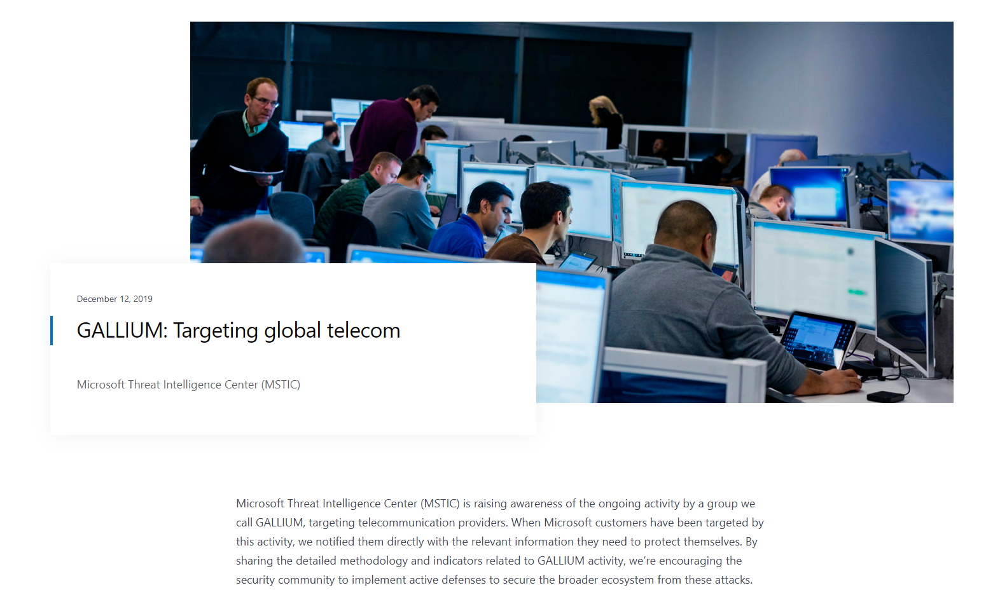 December 12, 2019
GALLIUM: Targeting global telecom
Microsoft Threat Intelligence Center (MSTIC)
Microsoft Threat Intelligence Center (MSTIC) is raising awareness of the ongoing activity by a group we
call GALLIUM, targeting telecommunication providers. When Microsoft customers have been targeted by
this activity, we notified them directly with the relevant information they need to protect themselves. By
sharing the detailed methodology and indicators related to GALLIUM activity, we’re encouraging the
security community to implement active defenses to secure the broader ecosystem from these attacks.